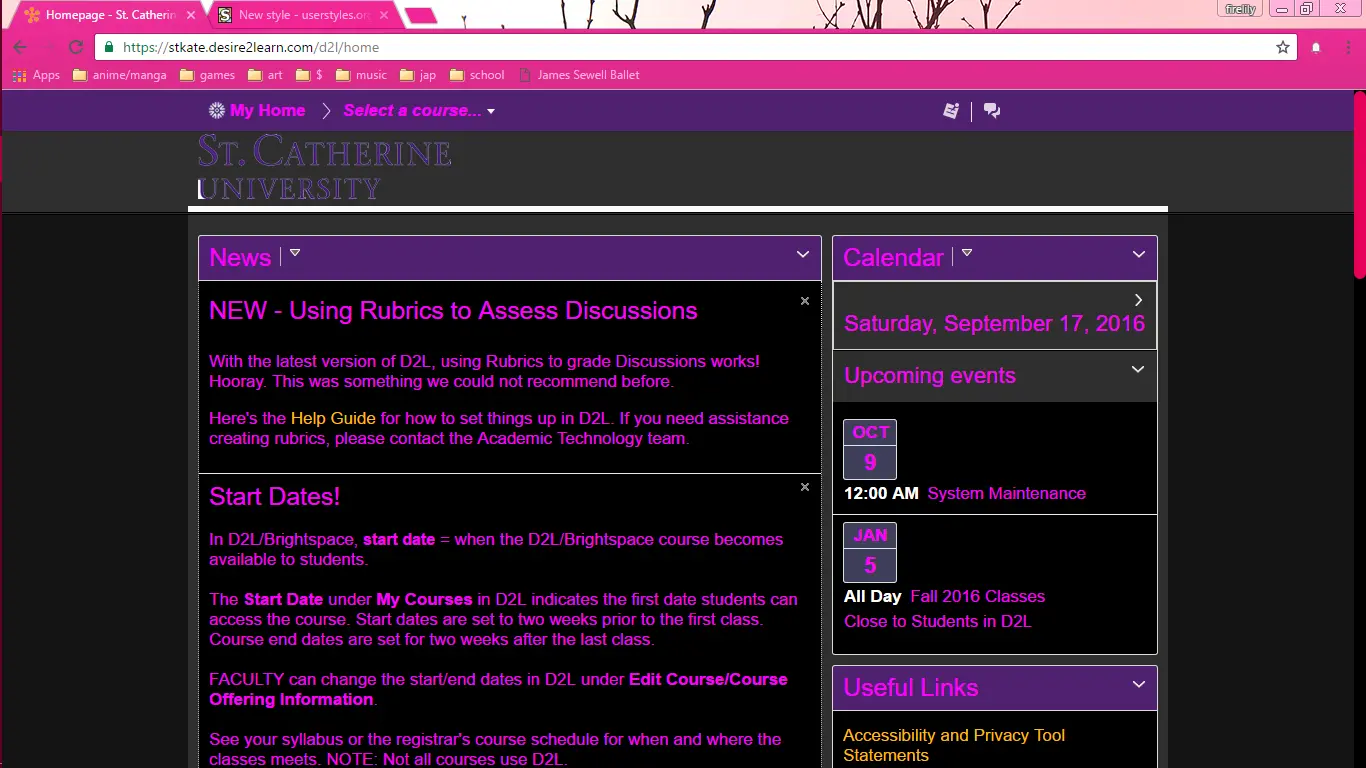 Homepage - St. Catherin
New style - userstyles.org
firelily
https://stkate.desire2learn.com/d2l/home
Apps
anime/manga
games
art
$
music
jap
school
James Sewell Ballet
My Home
Select a course...
ST. CATHERINE
UNIVERSITY
News
NEW - Using Rubrics to Assess Discussions
With the latest version of D2L, using Rubrics to grade Discussions works!
Hooray. This was something we could not recommend before.
Here's the Help Guide for how to set things up in D2L. If you need assistance
creating rubrics, please contact the Academic Technology team.
Start Dates!
In D2L/Brightspace, start date = when the D2L/Brightspace course becomes
available to students.
The Start Date under My Courses in D2L indicates the first date students can
access the course. Start dates are set to two weeks prior to the first class.
Course end dates are set for two weeks after the last class.
FACULTY can change the start/end dates in D2L under Edit Course/Course
Offering Information.
See your syllabus or the registrar's course schedule for when and where the
classes meets. NOTE: Not all courses use D2L.
Calendar
Saturday, September 17, 2016
Upcoming events
OCT
9
12:00 AM System Maintenance
JAN
5
All Day Fall 2016 Classes
Close to Students in D2L
Useful Links
Accessibility and Privacy Tool
Statements